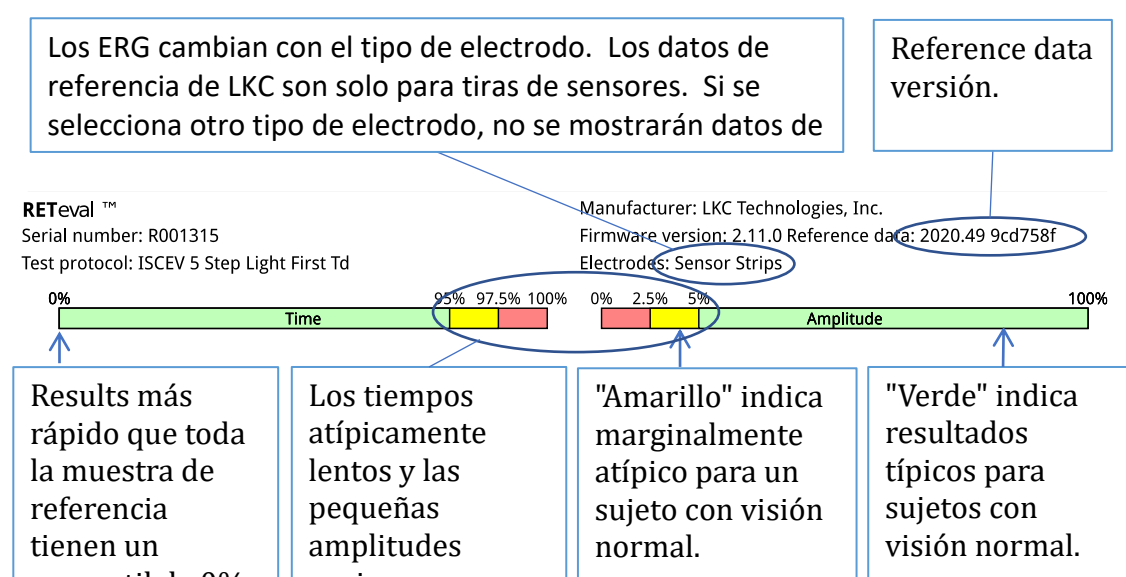 Los ERG cambian con el tipo de electrodo.  Los datos de
referencia de LKC son solo para tiras de sensores.  Si se
selecciona otro tipo de electrodo, no se mostrarán datos de
Reference data
versión.
RETeval ™
Serial number: R001315
Test protocol: ISCEV 5 Step Light First Td
Manufacturer: LKC Technologies, Inc.
Firmware version: 2.11.0 Reference data: 2020.49 9cd758f
Electrodes: Sensor Strips
0% 95% 97.5% 100% 0% 2.5% 5% 100%
Time Amplitude
Results más
rápido que toda
la muestra de
referencia
tienen un
Los tiempos
atípicamente
lentos y las
pequeñas
amplitudes
"Amarillo" indica
marginalmente
atípico para un
sujeto con visión
normal.
"Verde" indica
resultados
típicos para
sujetos con
visión normal.